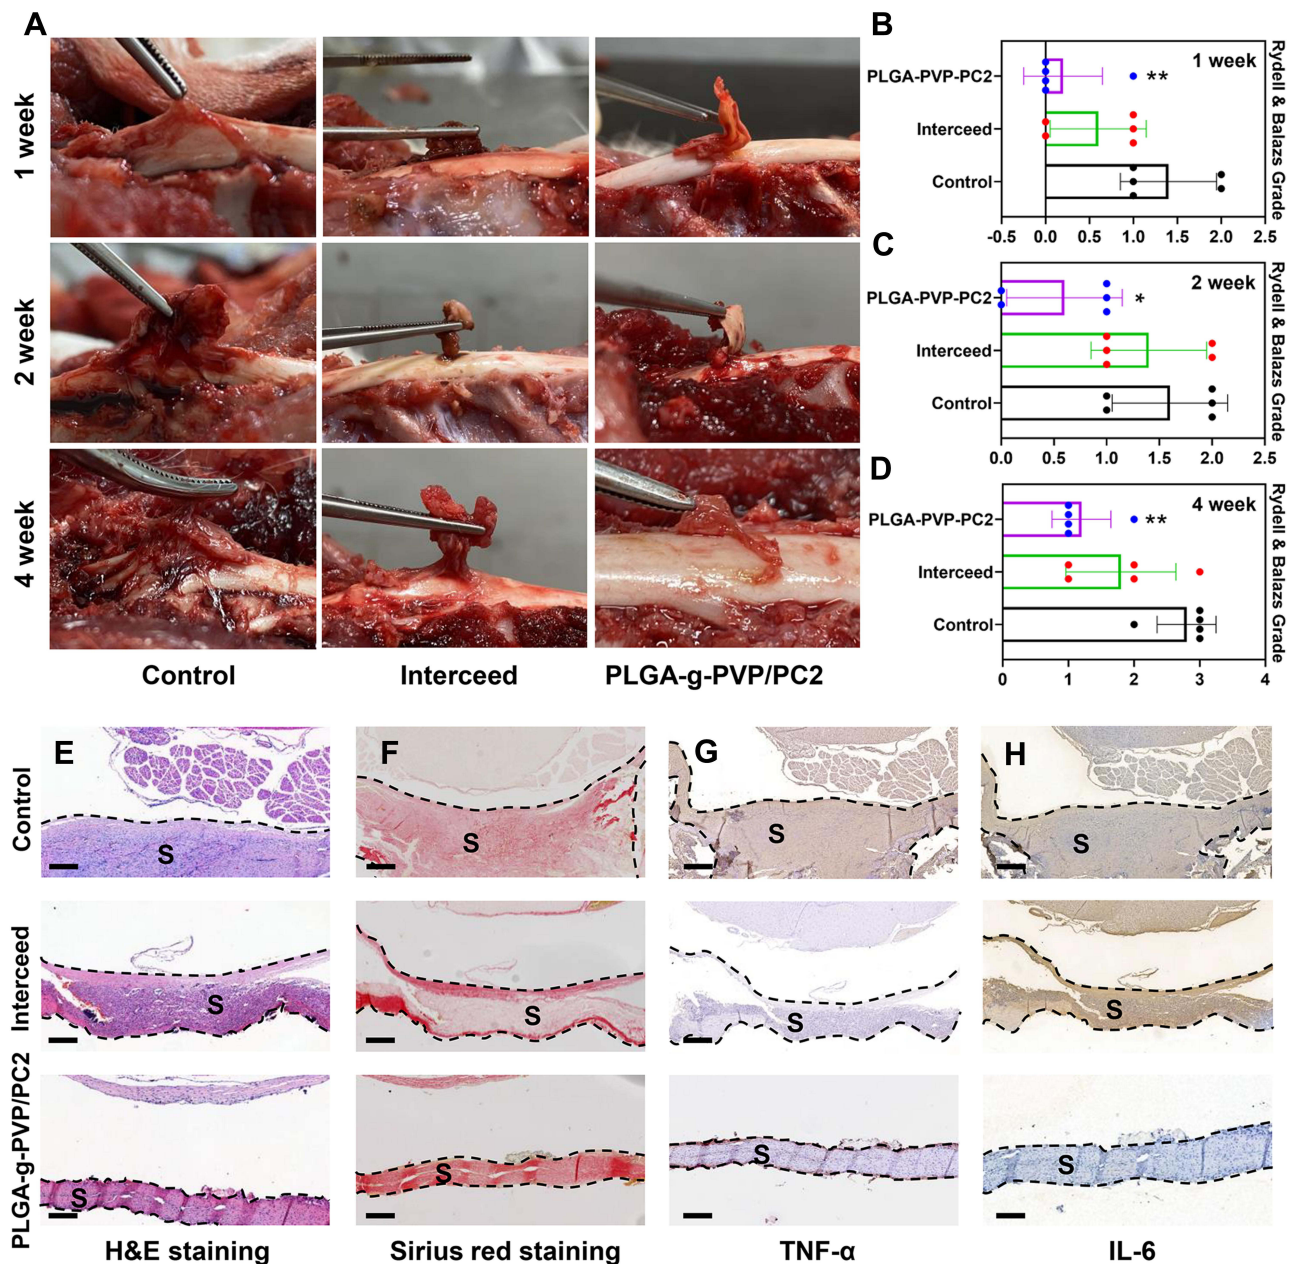 A
1 week
2 week
4 week
Control
Interceed
PLGA-g-PVP/PC2
B
1 week
PLGA-PVP-PC2
**
Interceed
Control
Rydell & Balazs Grade
-0.5 0.0 0.5 1.0 1.5 2.0 2.5
C
2 week
PLGA-PVP-PC2
*
Interceed
Control
Rydell & Balazs Grade
0.0 0.5 1.0 1.5 2.0 2.5
D
4 week
PLGA-PVP-PC2
**
Interceed
Control
Rydell & Balazs Grade
0 1 2 3 4
E
F
G
H
Control
S
S
S
S
Interceed
S
S
S
S
PLGA-g-PVP/PC2
S
S
S
S
H&E staining
Sirius red staining
TNF-α
IL-6